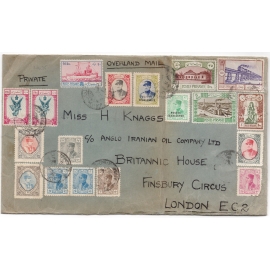 OVERLAND MAIL
PRIVATE
MISS H KNAGGS
C/O ANGLO IRANIAN OIL COMPANY LTD
BRITANNIC HOUSE
FINSBURY CIRCUS
LONDON E.C.2